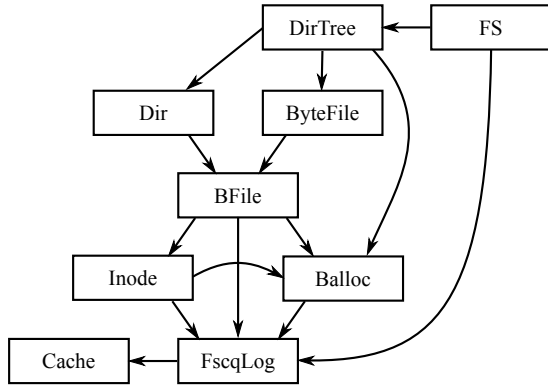 DirTree
FS
Dir
ByteFile
BFile
Inode
Balloc
Cache
FscqLog